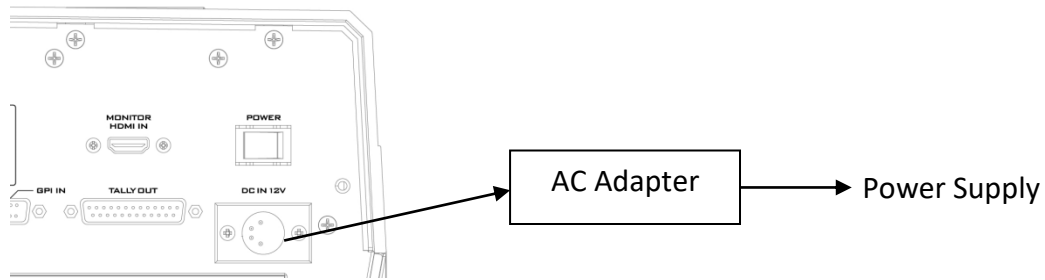 MONITOR
HDMI IN
POWER
GPI IN
TALLY OUT
DC IN 12V
AC Adapter
Power Supply